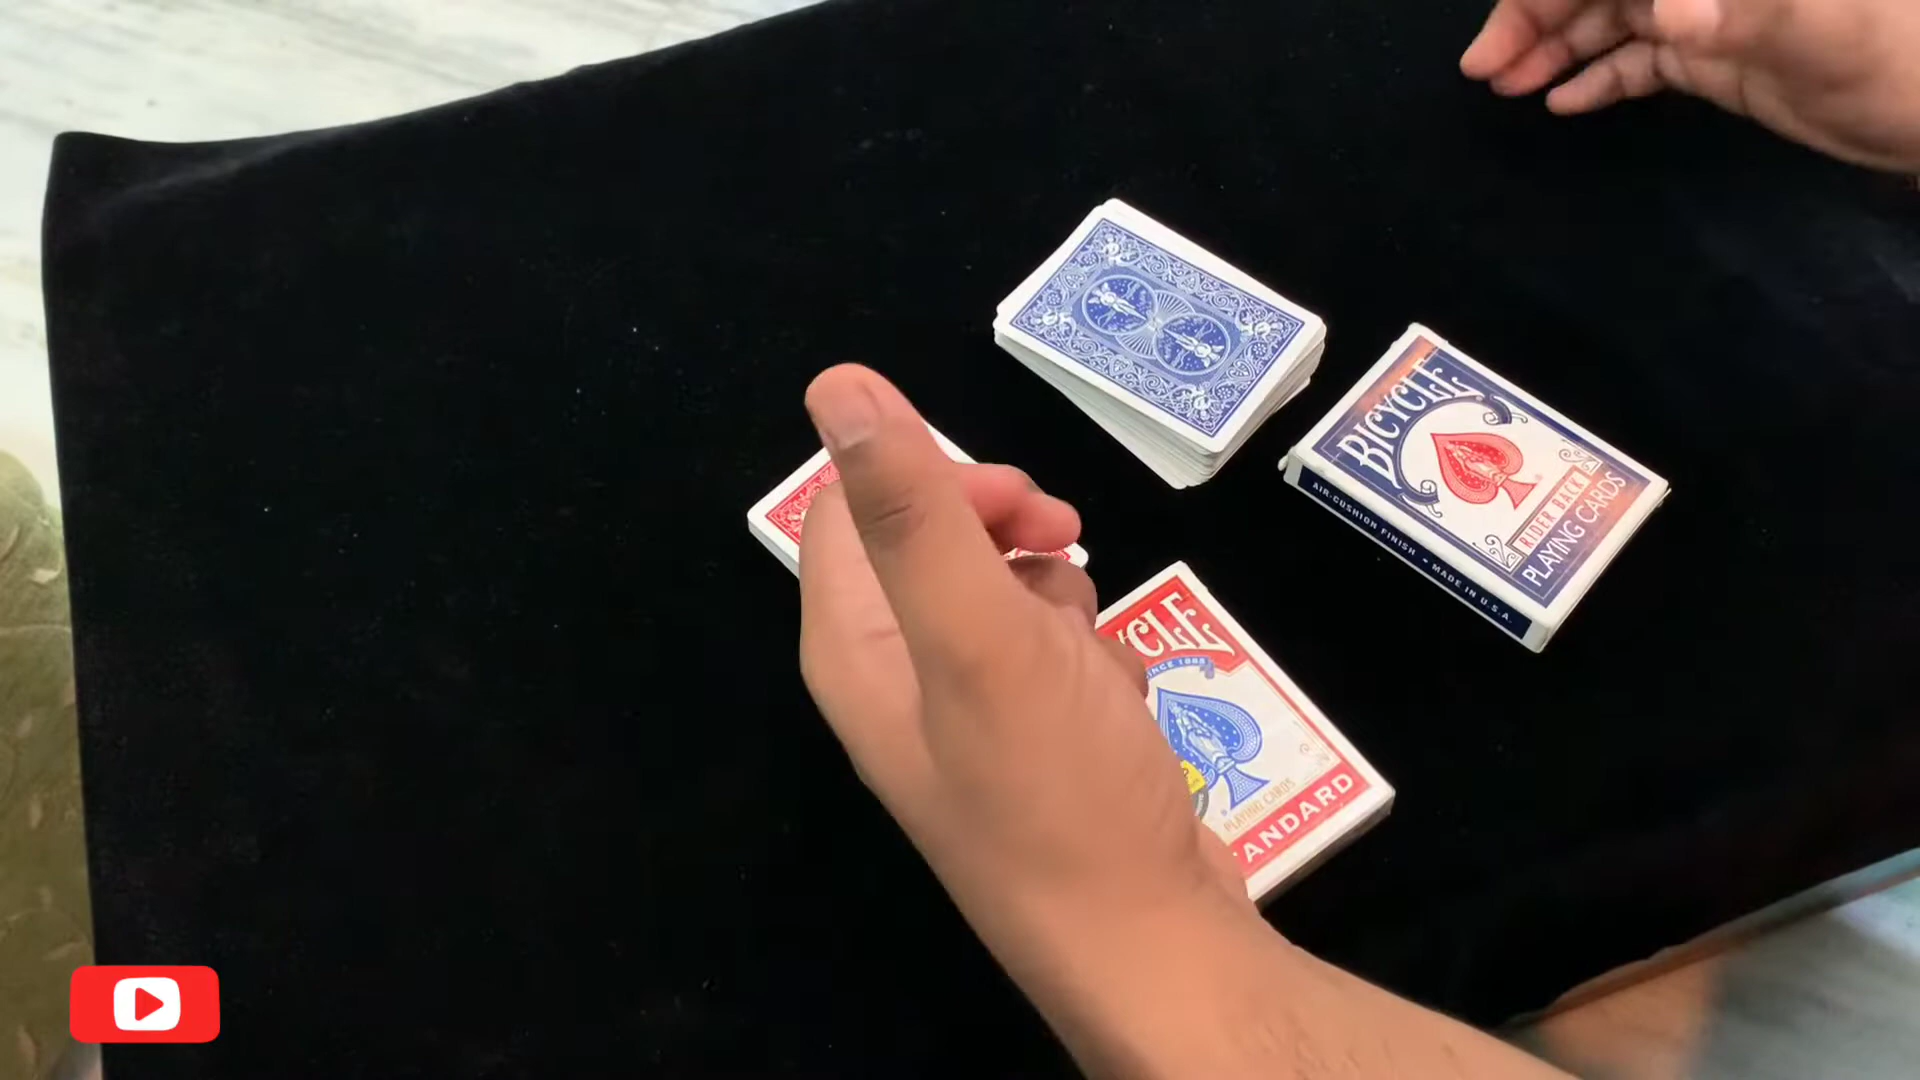 BICYCLE
RIDER BACK
PLAYING CARDS
AIR-CUSHION FINISH • MADE IN U.S.A.
CLE
SINCE 1885
PLAYING CARDS
ANDARD